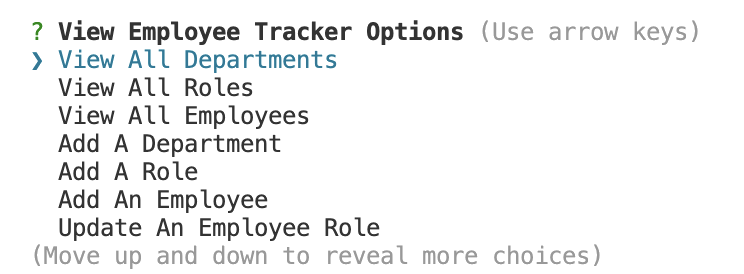 ? View Employee Tracker Options (Use arrow keys)
❯ View All Departments
View All Roles
View All Employees
Add A Department
Add A Role
Add An Employee
Update An Employee Role
(Move up and down to reveal more choices)